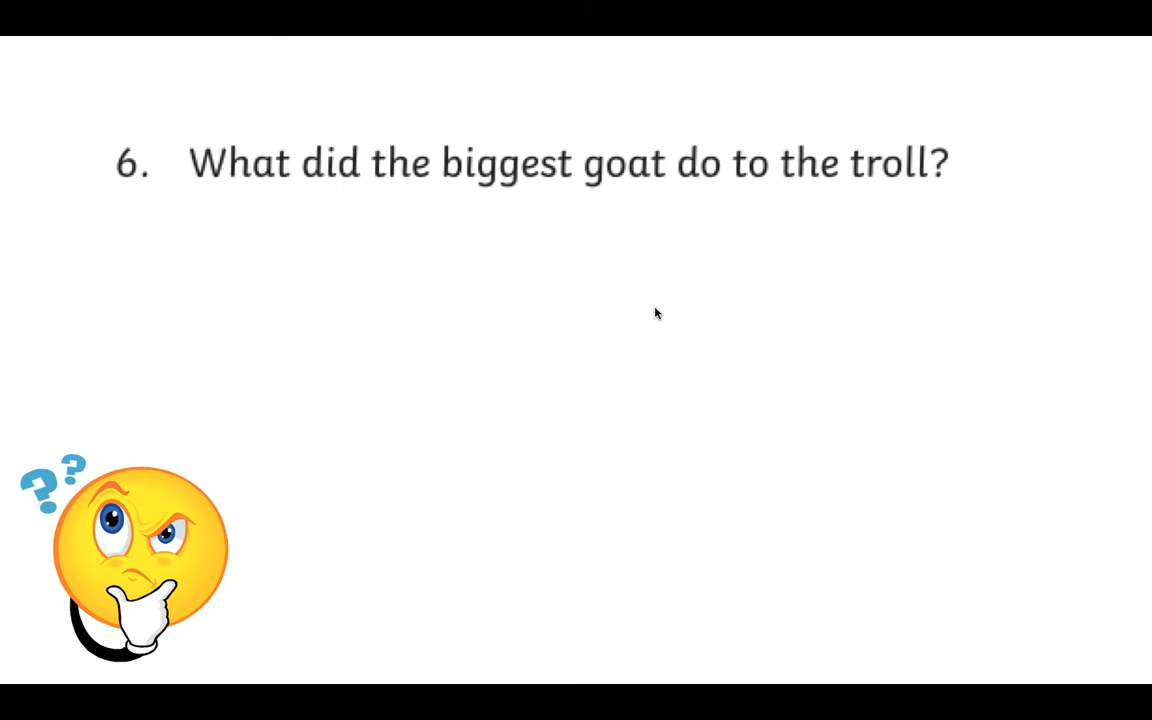 6. What did the biggest goat do to the troll?
? ?